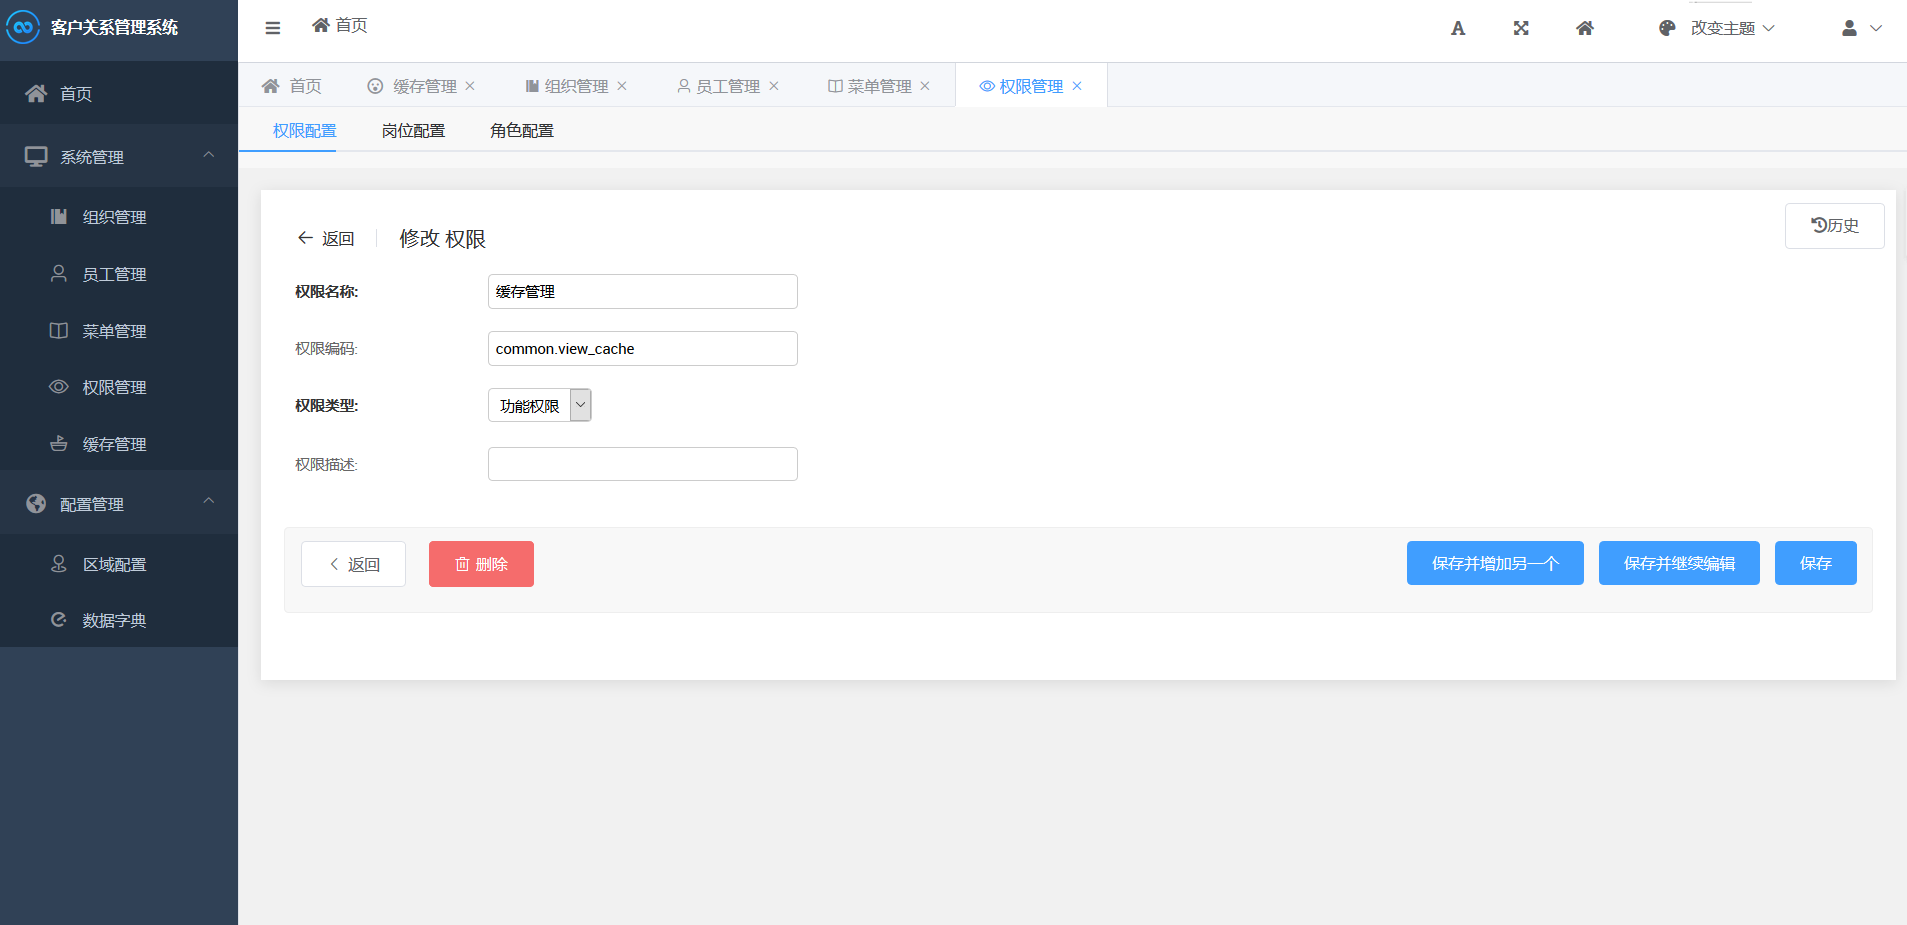 客户关系管理系统
首页
改变主题
首页
系统管理
组织管理
员工管理
菜单管理
权限管理
缓存管理
配置管理
区域配置
数据字典
首页
缓存管理
组织管理
员工管理
菜单管理
权限管理
权限配置
岗位配置
角色配置
返回
修改 权限
历史
权限名称:
缓存管理
权限编码:
common.view_cache
权限类型:
功能权限
权限描述:
返回
删除
保存并增加另一个
保存并继续编辑
保存